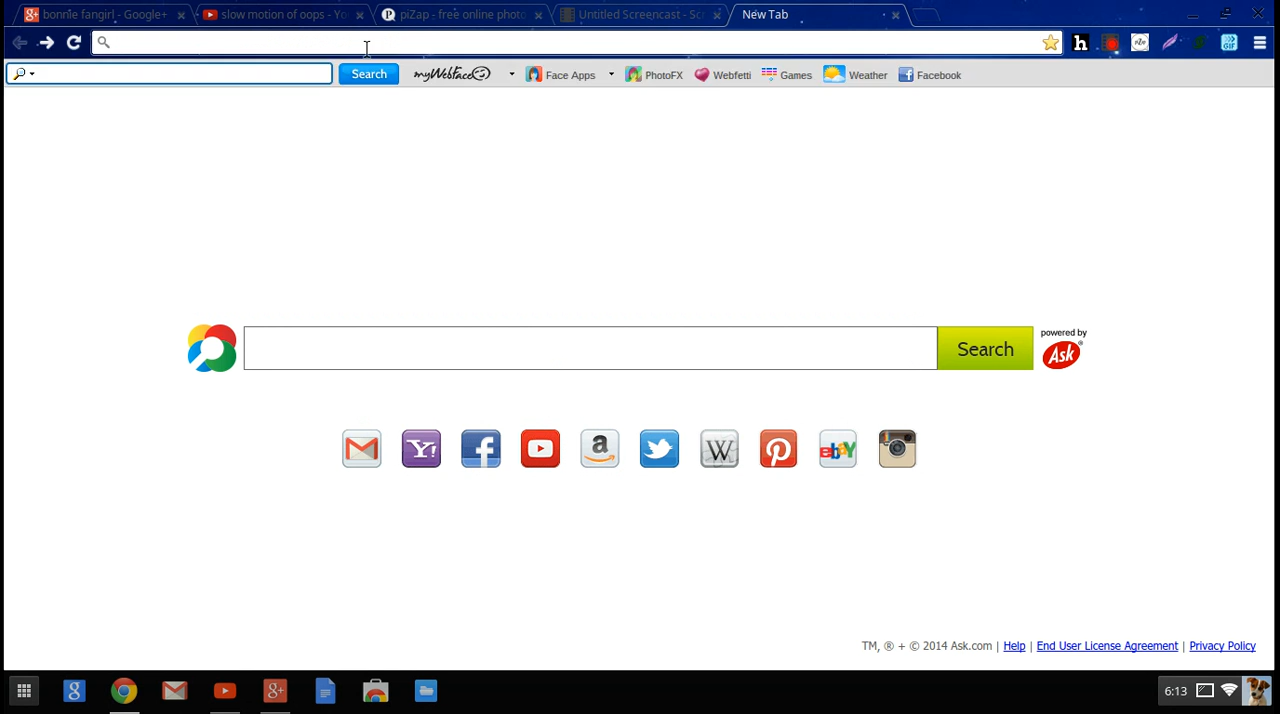 bonnie fangirl - Google+
slow motion of oops - Yo
piZap - free online photo
Untitled Screencast - Scr
New Tab
Search
myWebface
Face Apps
PhotoFX
Webfetti
Games
Weather
Facebook
h
GIF
Search
powered by
Ask
Y!
a
W
ebY
TM, ® + © 2014 Ask.com | Help | End User License Agreement | Privacy Policy
6:13